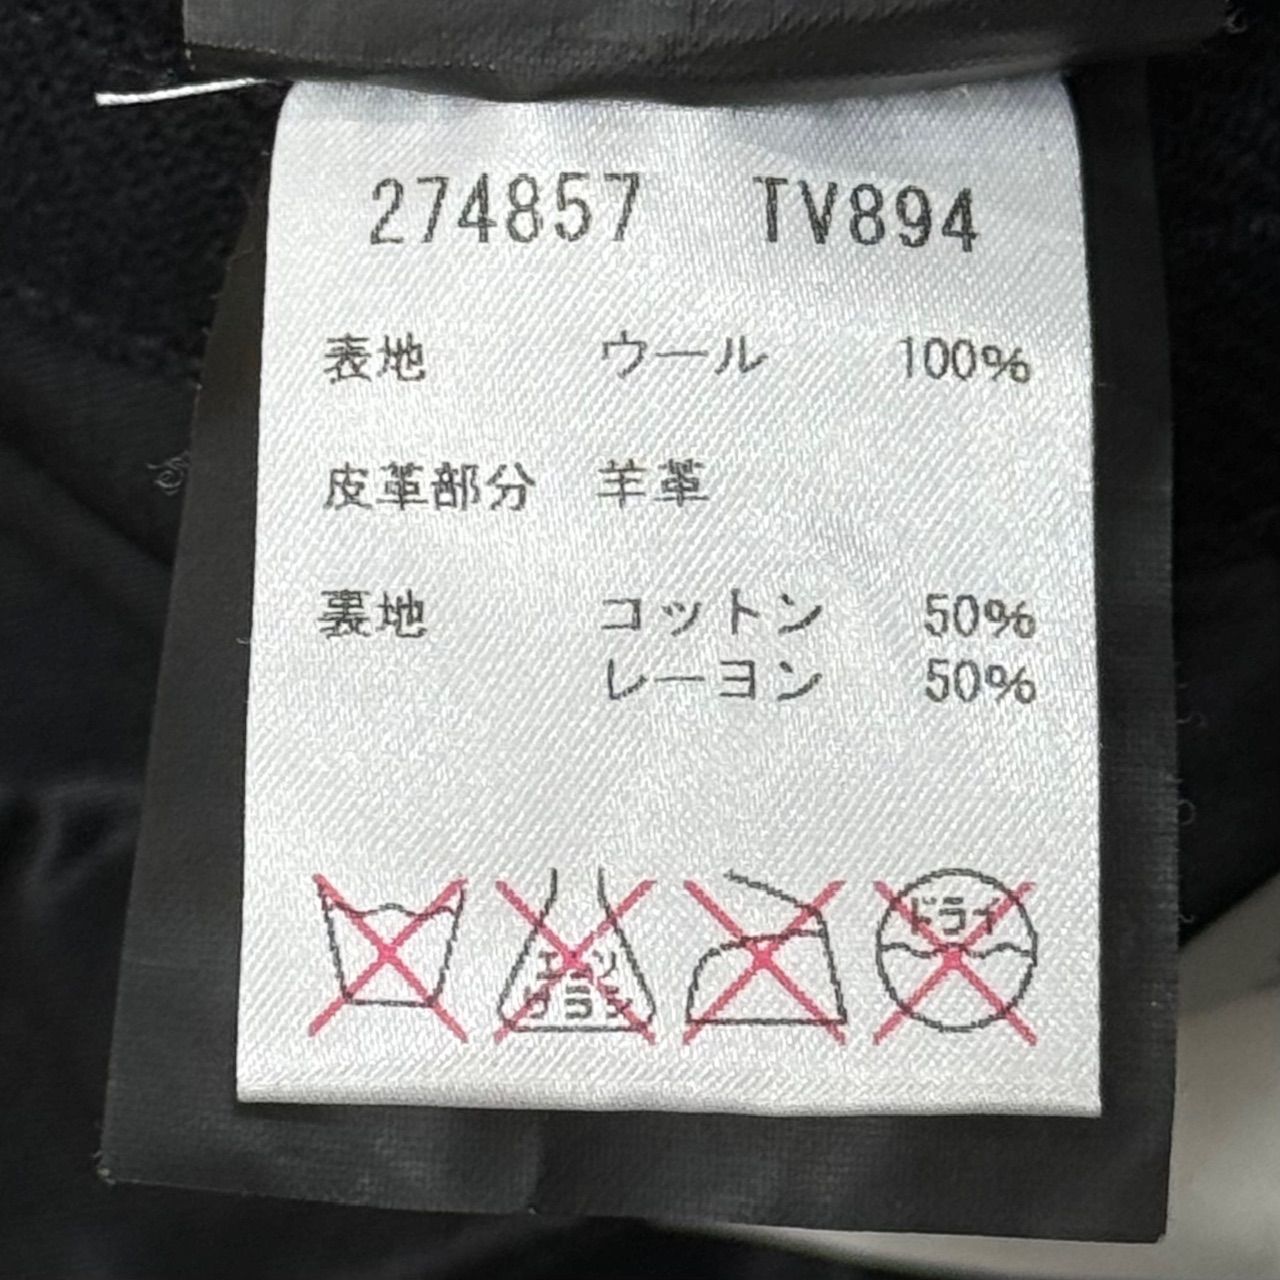 274857 TV894
表地 ウール 100%
皮革部分 羊革
裏地 コットン 50%
レーヨン 50%
エンソ
サラシ
ドライ